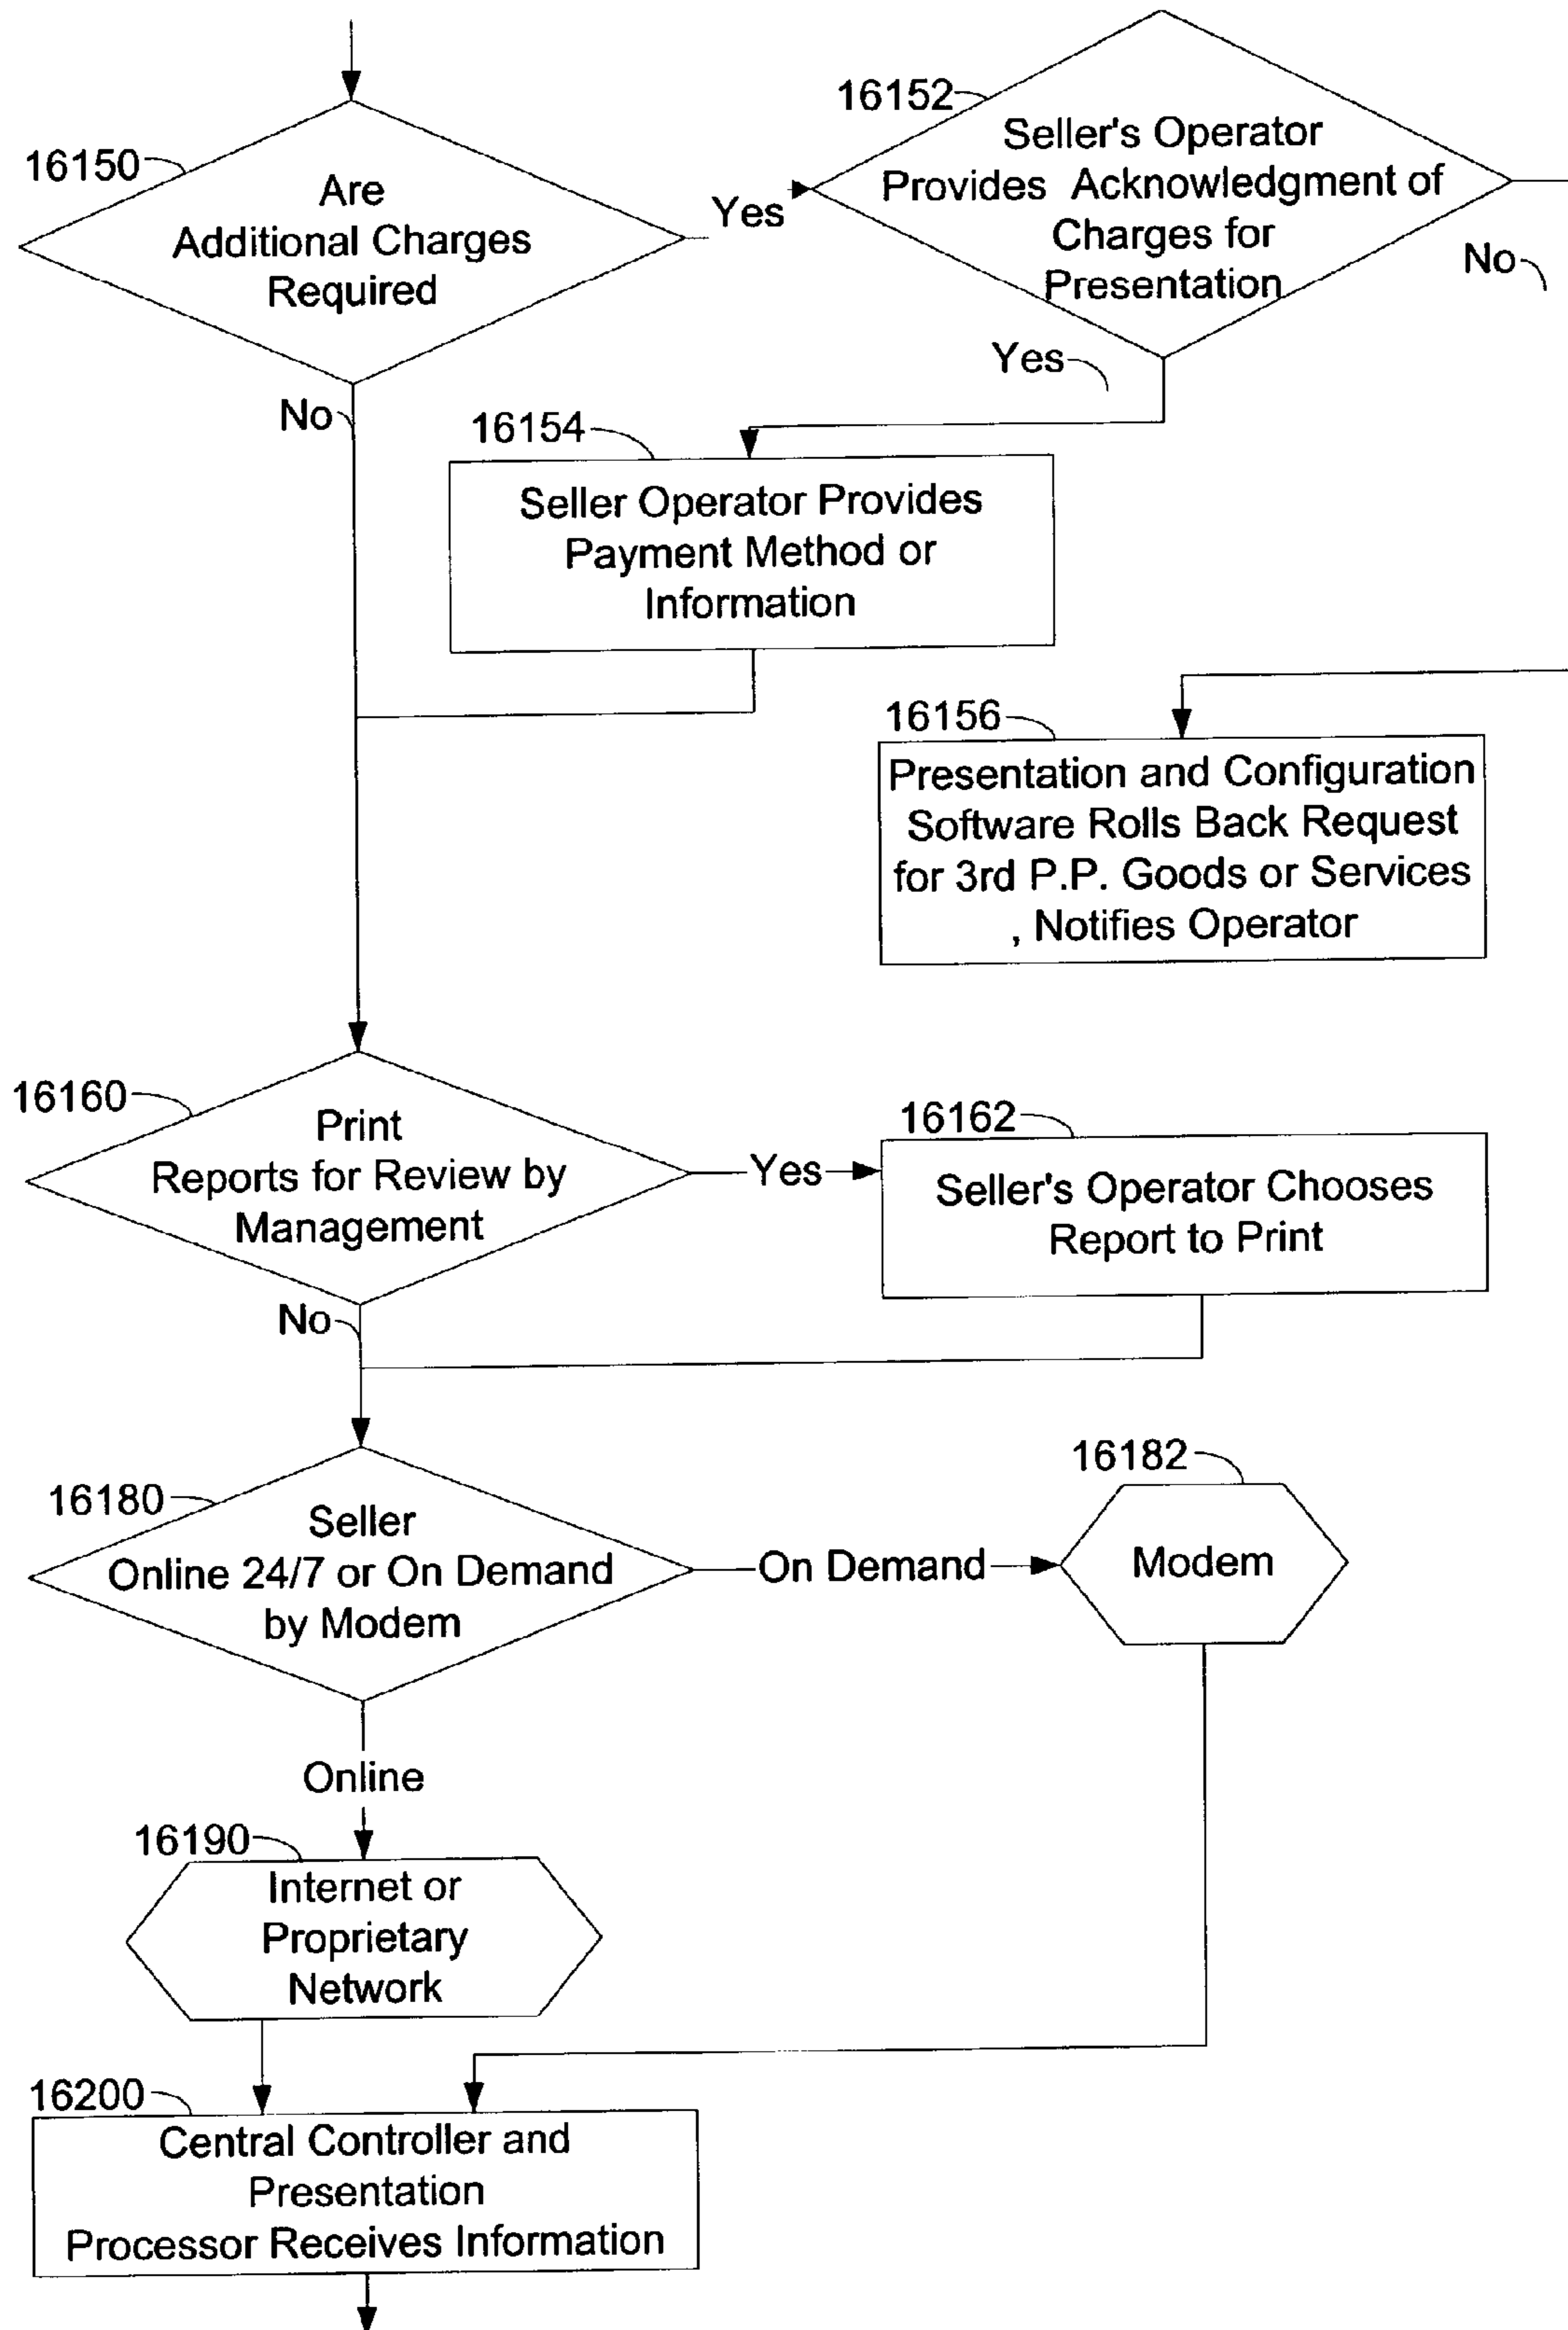 16150
Are
Additional Charges
Required
Yes
16152
Seller's Operator
Provides Acknowledgment of
Charges for
Presentation
No
Yes
No
16154
Seller Operator Provides
Payment Method or
Information
16156
Presentation and Configuration
Software Rolls Back Request
for 3rd P.P. Goods or Services
, Notifies Operator
16160
Print
Reports for Review by
Management
Yes
16162
Seller's Operator Chooses
Report to Print
No
16180
Seller
Online 24/7 or On Demand
by Modem
On Demand
16182
Modem
Online
16190
Internet or
Proprietary
Network
16200
Central Controller and
Presentation
Processor Receives Information